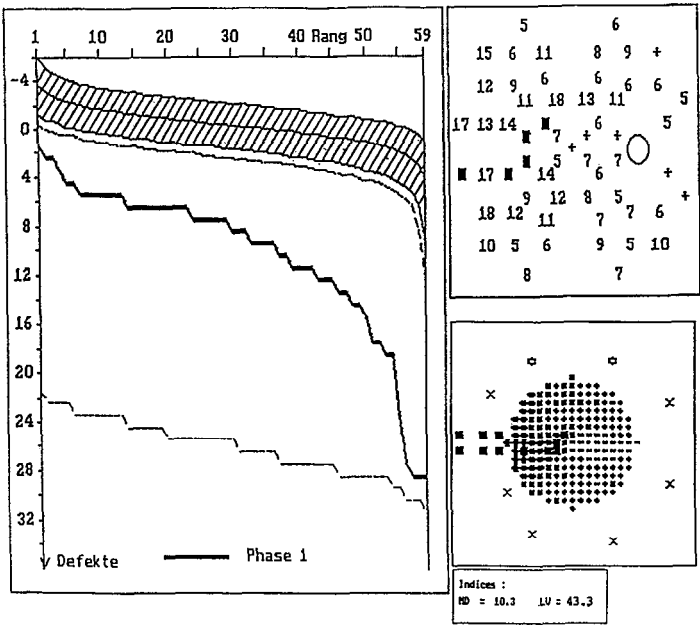 1 10 20 30 40 Rang 50 59
-4
0
4
8
12
16
20
24
28
32
Defekte
Phase 1
5 6
15 6 11 8 9 +
12 9 6 6 6 6
11 18 13 11 5
17 13 14 7 + 6 + 5
+
5 7 7
17 14 6 +
9 12 8 5 +
18 12 11 7 7 6
10 5 6 9 5 10
8 7
Indices :
MD = 10.3 LV = 43.3